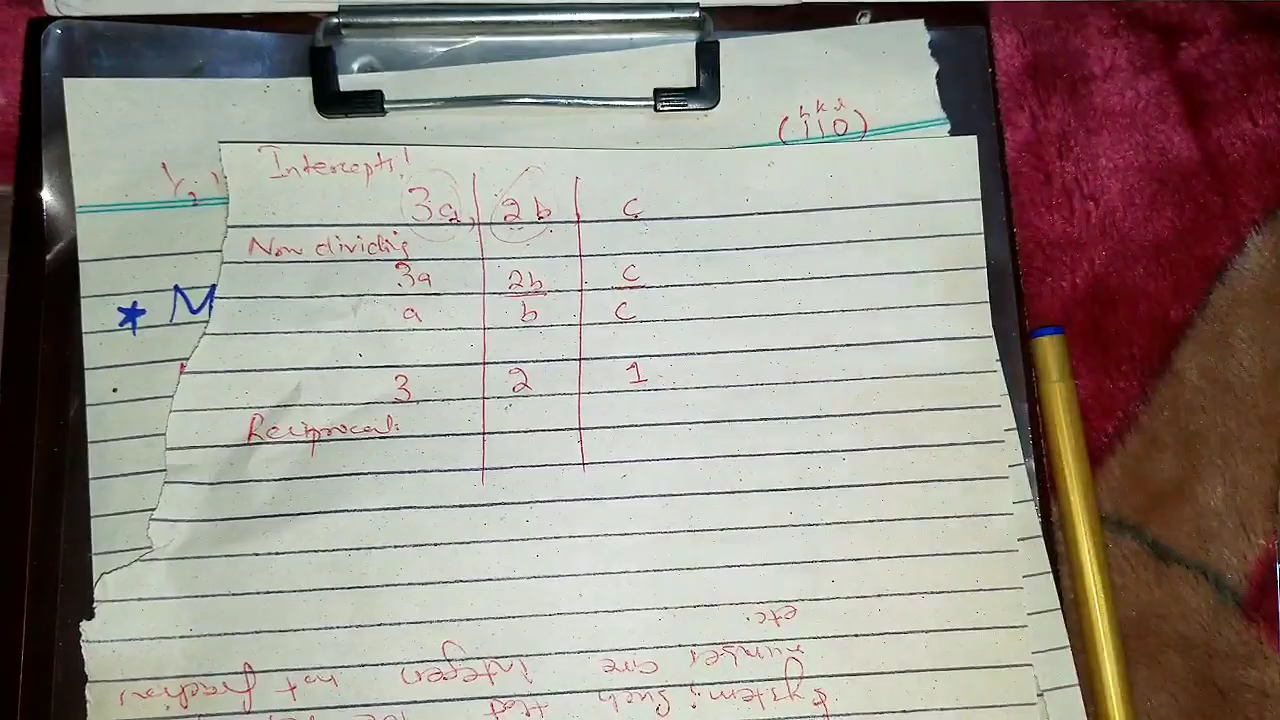 h k l
(110)
Intercepts!
3a, 2b c
Now dividing
3a 2b c
a b c
* M
3 2 1
Reciprocal:
etc.
number are integer not fraction,
system; such that